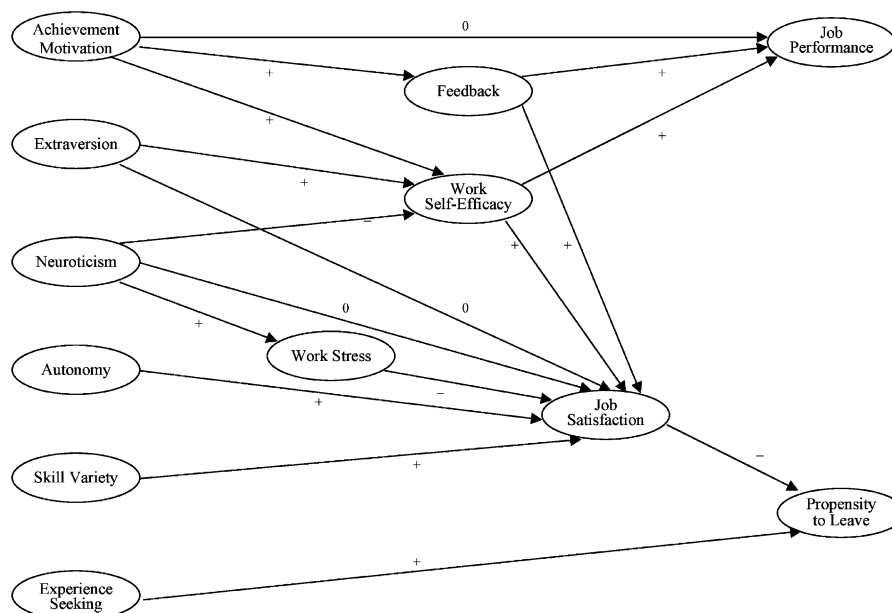 Achievement
Motivation
0
Job
Performance
+
Feedback
+
+
+
Extraversion
+
Work
Self-Efficacy
–
+
+
Neuroticism
0
0
+
Work Stress
Autonomy
+
–
Job
Satisfaction
Skill Variety
+
–
Propensity
to Leave
+
Experience
Seeking